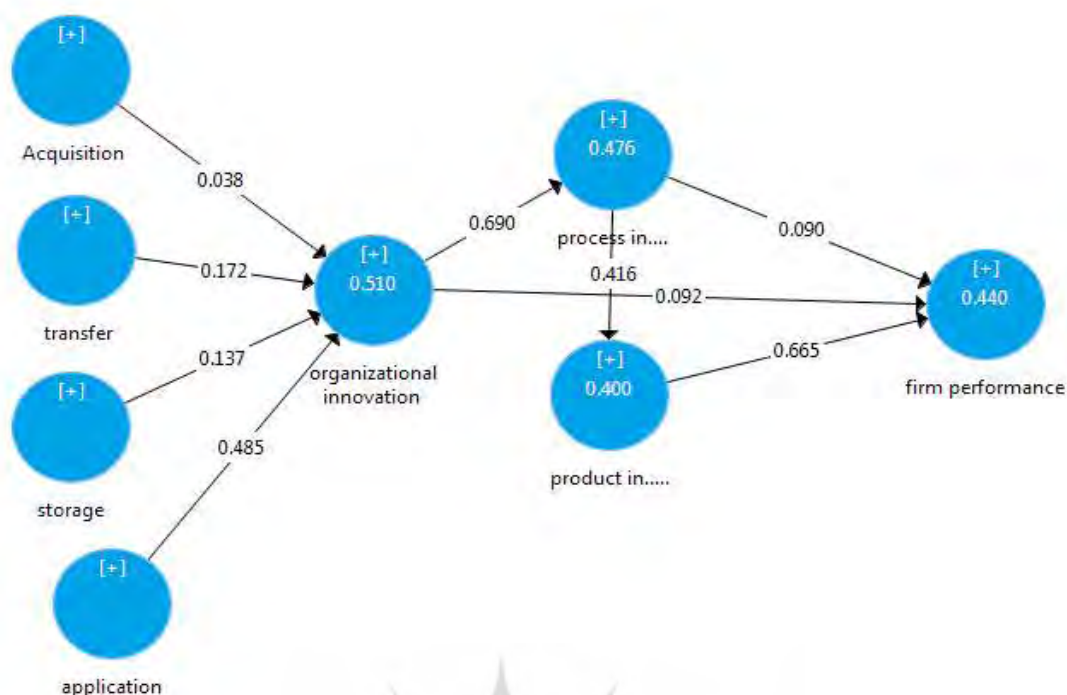 [+]
Acquisition
0.038
[+]
transfer
0.172
[+]
storage
0.137
[+]
application
0.485
[+]
0.510
organizational
innovation
0.690
[+]
0.476
process in....
0.416
0.092
0.090
[+]
0.400
product in.....
0.665
[+]
0.440
firm performance